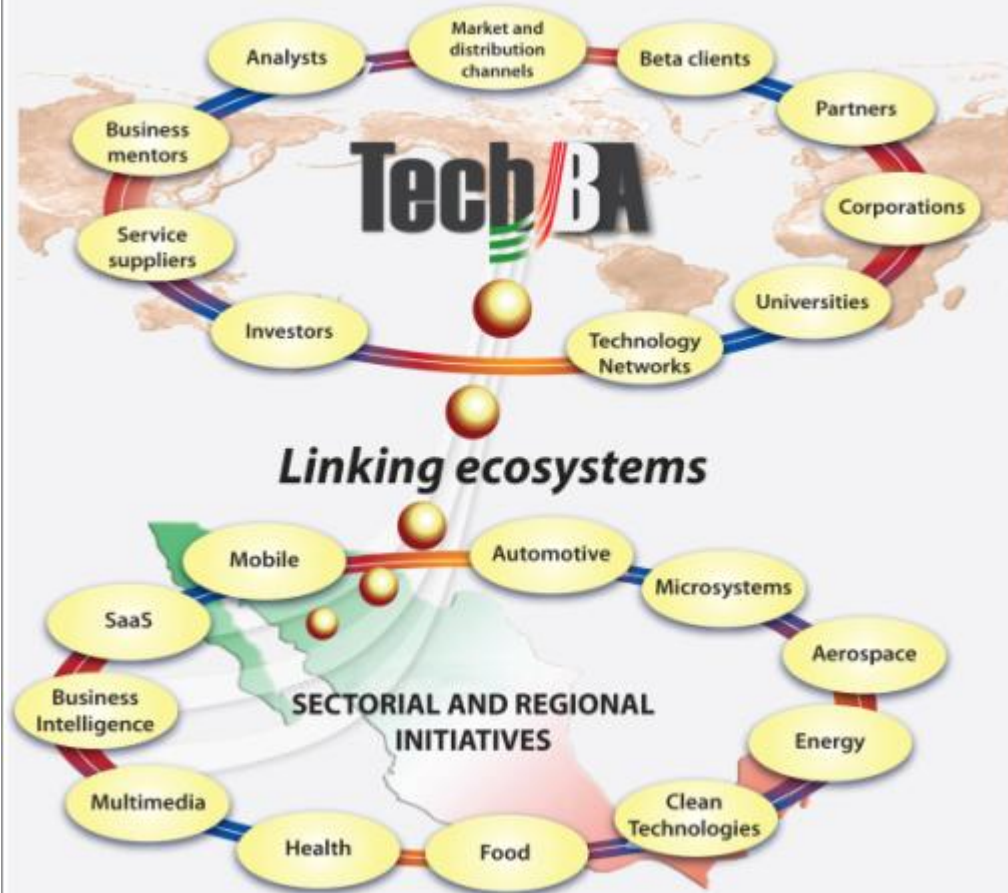 Market and
distribution
channels
Analysts
Beta clients
Partners
Business
mentors
TechBA
Corporations
Service
suppliers
Universities
Investors
Technology
Networks
Linking ecosystems
Mobile
Automotive
Microsystems
SaaS
Aerospace
Business
Intelligence
SECTORIAL AND REGIONAL
INITIATIVES
Energy
Multimedia
Clean
Technologies
Health
Food